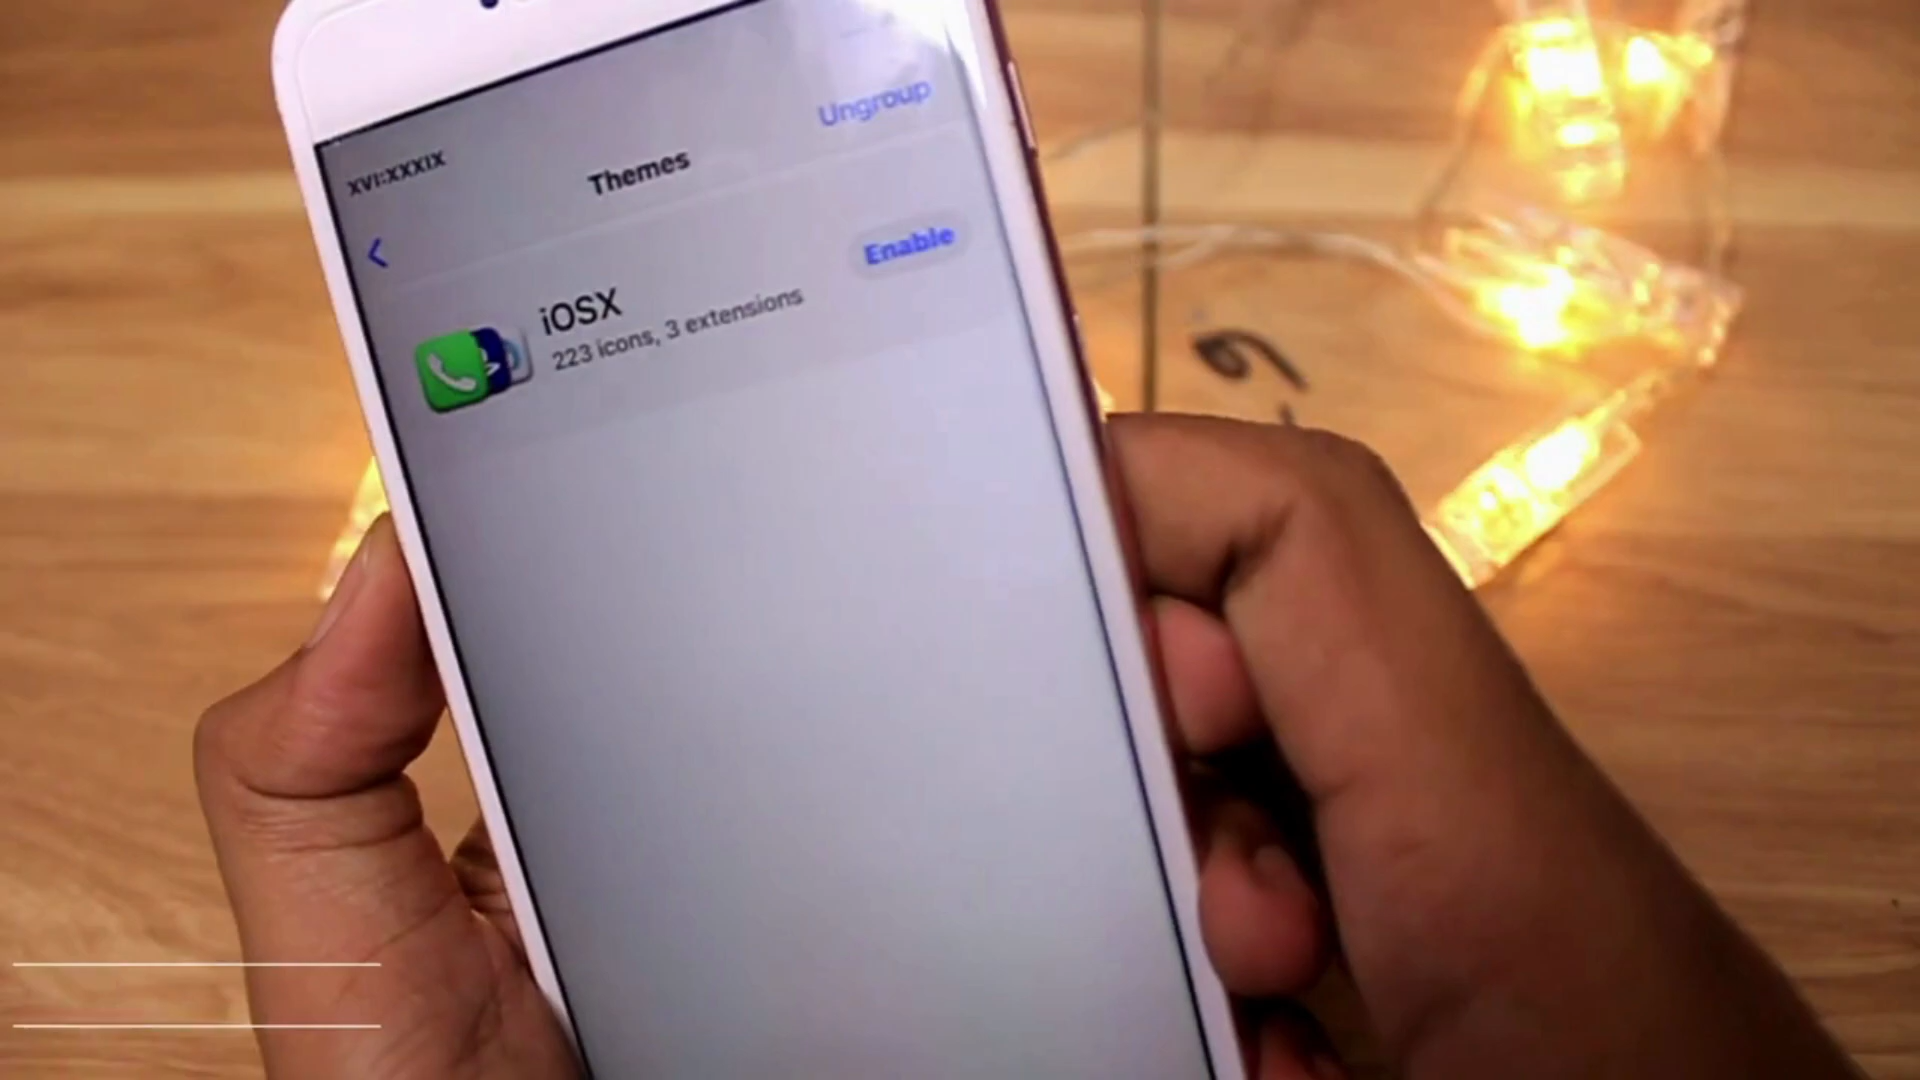 Ungroup
XVI:XXXIX
Themes
Enable
iOSX
223 icons, 3 extensions